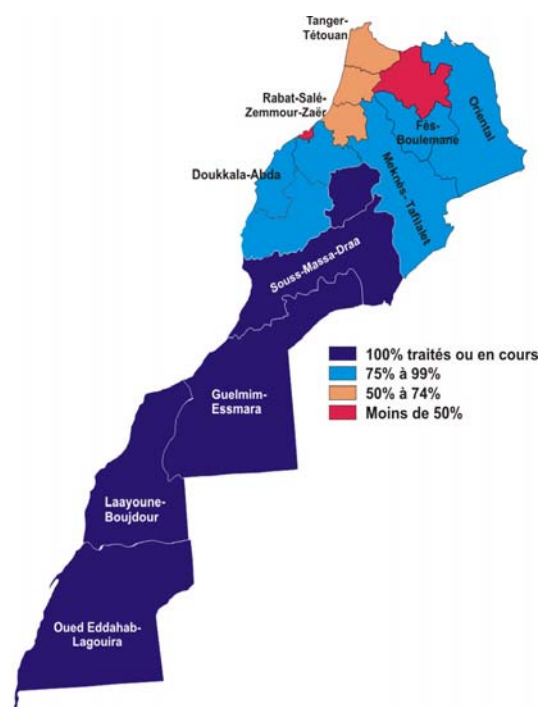 Tanger-
Tétouan
Rabat-Salé-
Zemmour-Zaër
Oriental
Fès-
Boulemane
Doukkala-Abda
Meknès- Tafilalet
Souss-Massa-Draa
100% traités ou en cours
75% à 99%
50% à 74%
Moins de 50%
Guelmim-
Essmara
Laayoune-
Boujdour
Oued Eddahab-
Lagouira